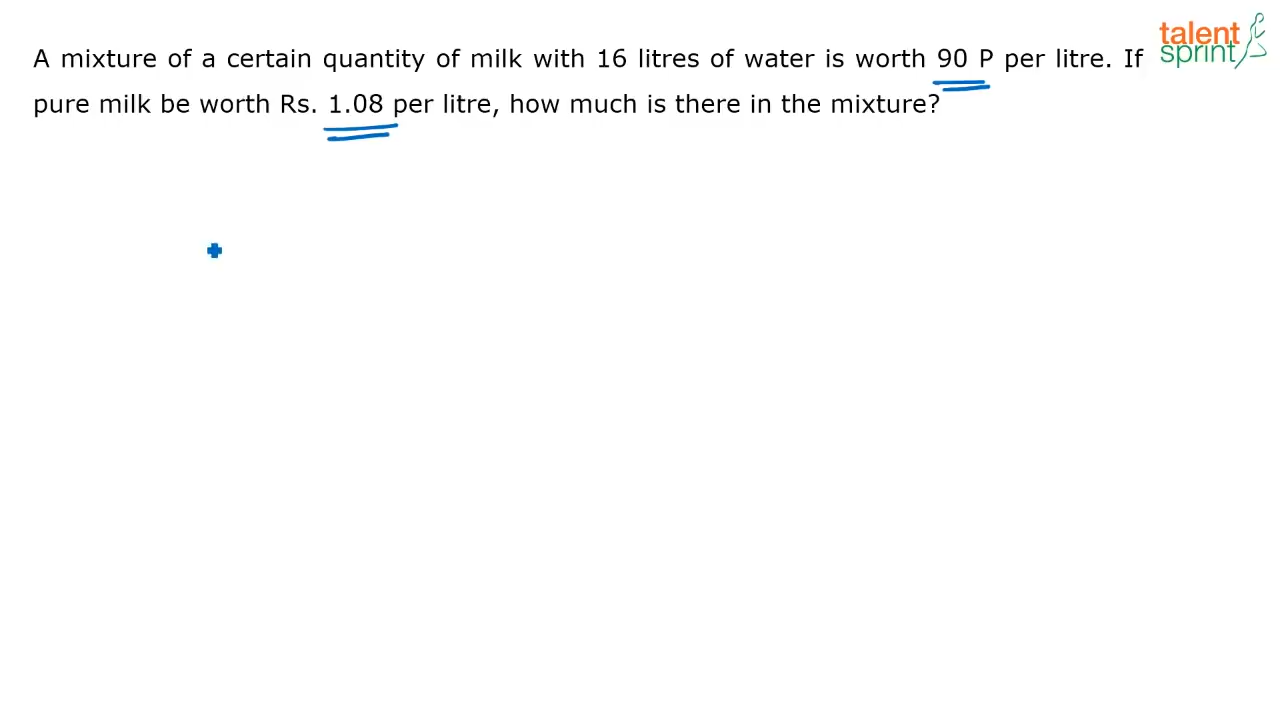 talent
sprint
A mixture of a certain quantity of milk with 16 litres of water is worth 90 P per litre. If
pure milk be worth Rs. 1.08 per litre, how much is there in the mixture?